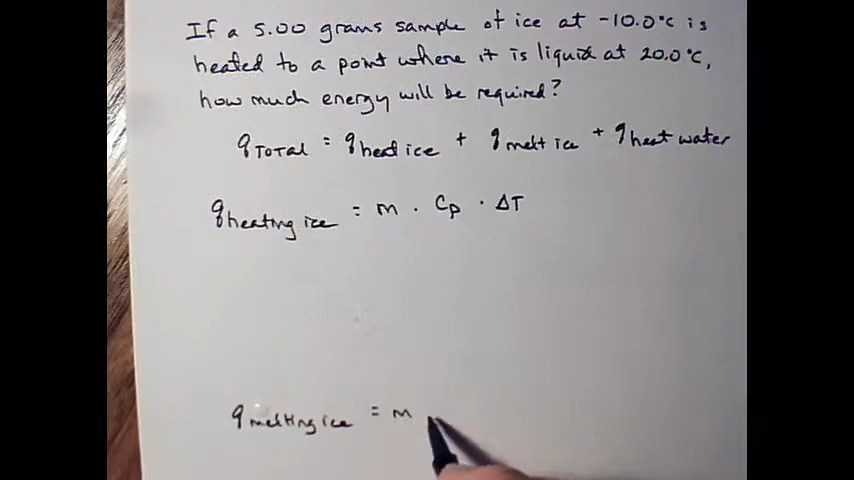 If a 5.00 grams sample of ice at -10.0°C is
heated to a point where it is liquid at 20.0°C,
how much energy will be required?
qTOTAL = qheat ice + qmelt ice + qheat water
qheating ice = m · Cp · ΔT
qmelting ice = m